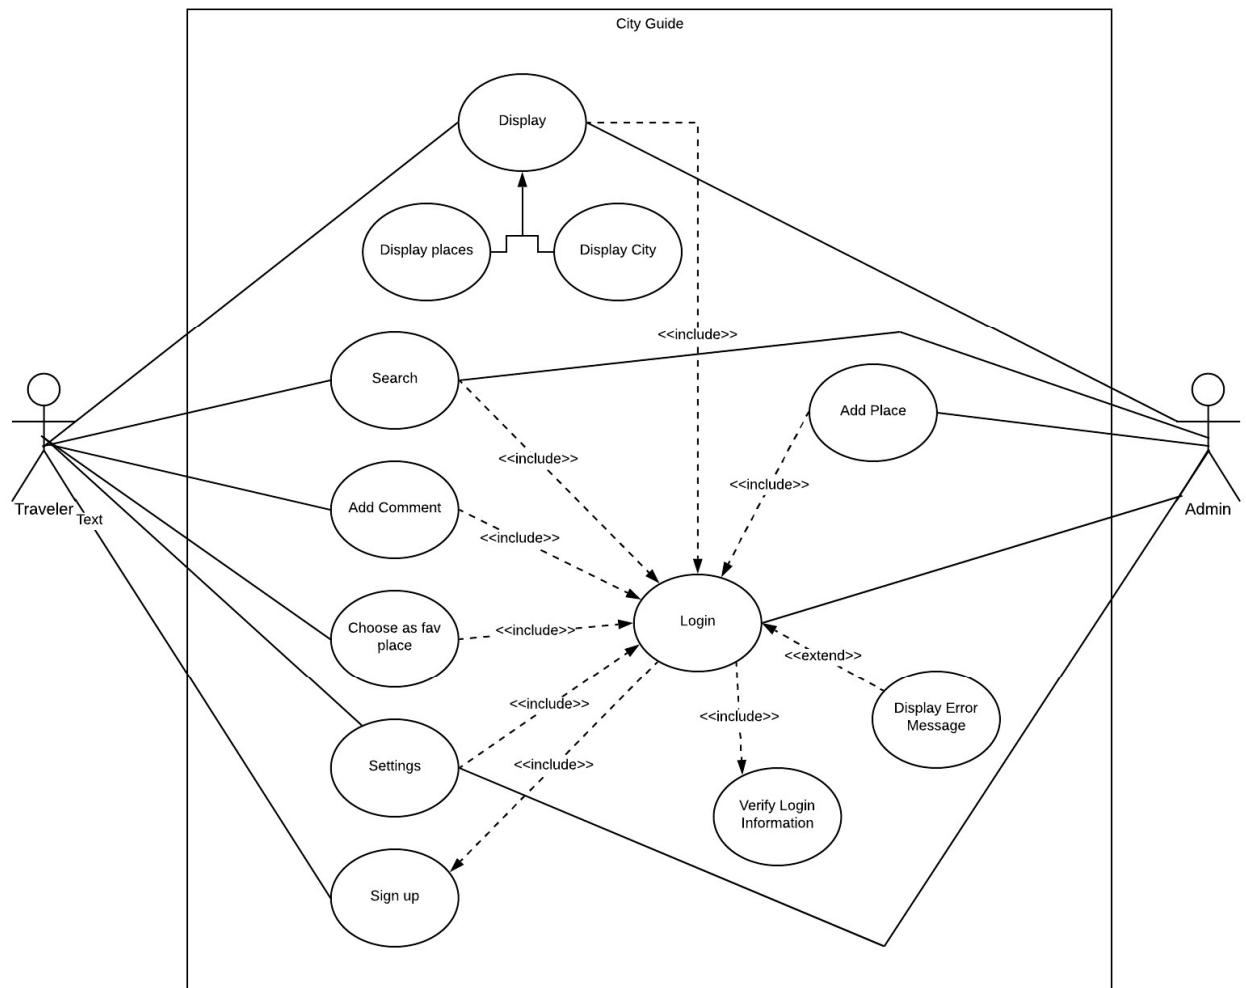 City Guide
Display
Display places
Display City
<<include>>
Search
Add Place
<<include>>
<<include>>
Traveler
Text
Add Comment
Admin
<<include>>
Choose as fav
place
<<include>>
Login
<<extend>>
<<include>>
<<include>>
Display Error
Message
Settings
<<include>>
Verify Login
Information
Sign up